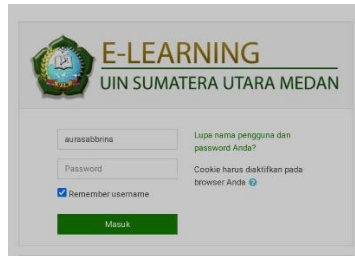 E-LEARNING
UIN SUMATERA UTARA MEDAN
aurasabbrina
Lupa nama pengguna dan
password Anda?
Password
Cookie harus diaktifkan pada
browser Anda
Remember username
Masuk